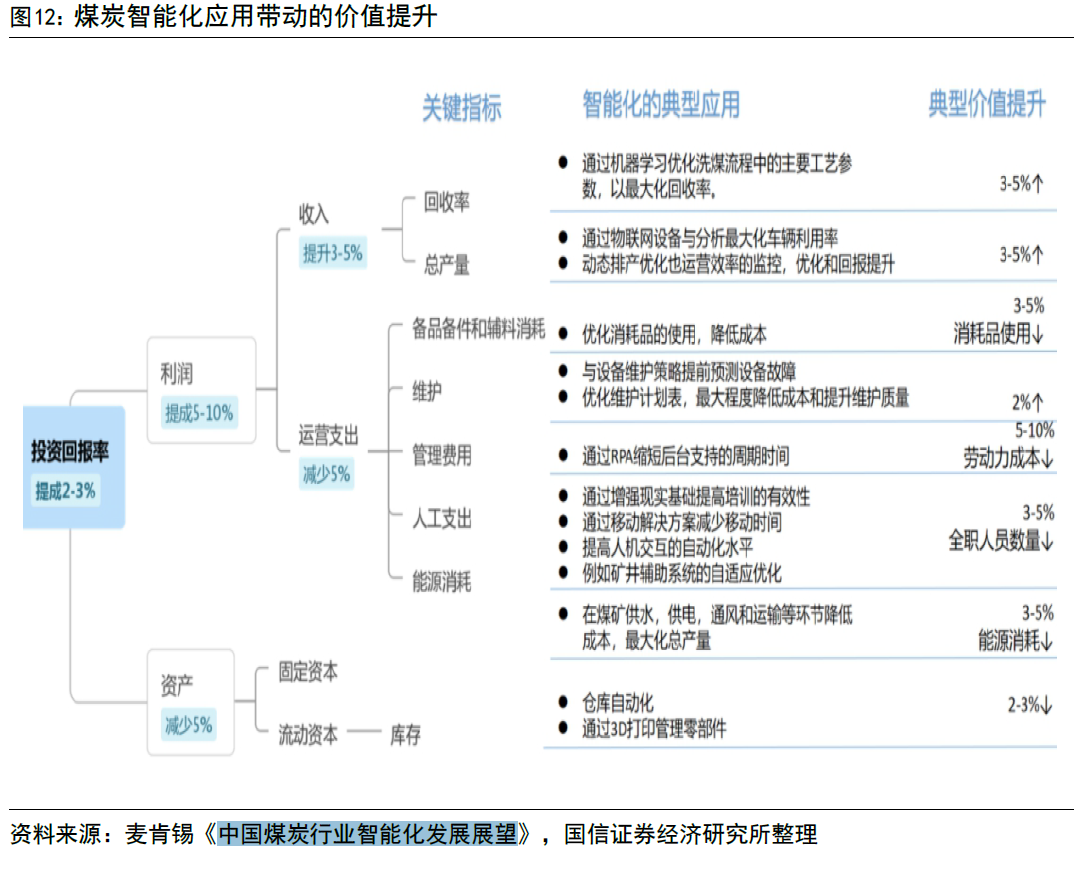 图12：煤炭智能化应用带动的价值提升
关键指标
智能化的典型应用
典型价值提升
投资回报率
提成2-3%
利润
提成5-10%
收入
提升3-5%
回收率
● 通过机器学习优化洗煤流程中的主要工艺参
数，以最大化回收率。
3-5%↑
总产量
● 通过物联网设备与分析最大化车辆利用率
● 动态排产优化也运营效率的监控，优化和回报提升
3-5%↑
运营支出
减少5%
备品备件和辅料消耗
● 优化消耗品的使用，降低成本
3-5%
消耗品使用↓
维护
● 与设备维护策略提前预测设备故障
● 优化维护计划表，最大程度降低成本和提升维护质量
2%↑
管理费用
● 通过RPA缩短后台支持的周期时间
5-10%
劳动力成本↓
人工支出
● 通过增强现实基础提高培训的有效性
● 通过移动解决方案减少移动时间
● 提高人机交互的自动化水平
● 例如矿井辅助系统的自适应优化
3-5%
全职人员数量↓
能源消耗
● 在煤矿供水，供电，通风和运输等环节降低
成本，最大化总产量
3-5%
能源消耗↓
资产
减少5%
固定资本
流动资本
库存
● 仓库自动化
● 通过3D打印管理零部件
2-3%↓
资料来源：麦肯锡《中国煤炭行业智能化发展展望》，国信证券经济研究所整理